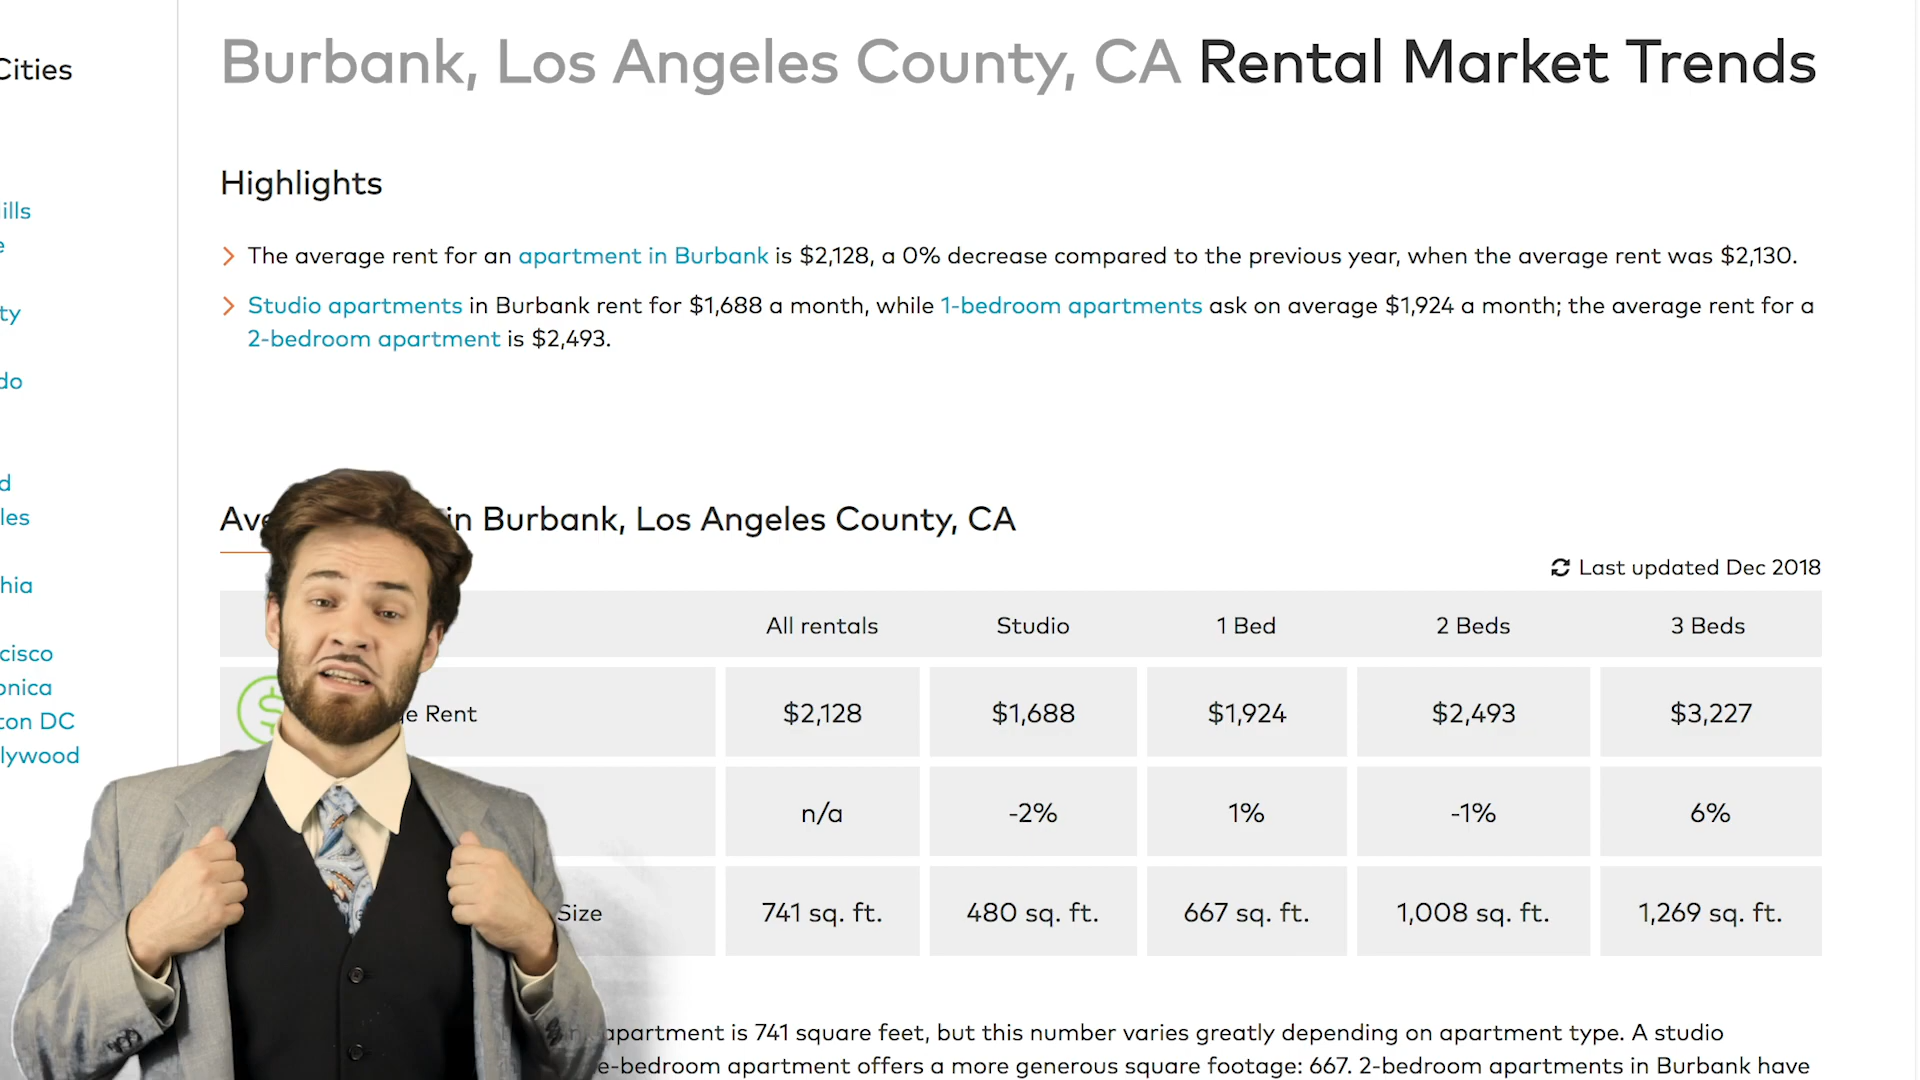 Cities
Burbank, Los Angeles County, CA Rental Market Trends
Highlights
The average rent for an apartment in Burbank is $2,128, a 0% decrease compared to the previous year, when the average rent was $2,130.
Studio apartments in Burbank rent for $1,688 a month, while 1-bedroom apartments ask on average $1,924 a month; the average rent for a
2-bedroom apartment is $2,493.
ills
e
ty
do
d
les
hia
cisco
onica
ton DC
lywood
in Burbank, Los Angeles County, CA
Last updated Dec 2018
All rentals Studio 1 Bed 2 Beds 3 Beds
e Rent $2,128 $1,688 $1,924 $2,493 $3,227
n/a -2% 1% -1% 6%
Size 741 sq. ft. 480 sq. ft. 667 sq. ft. 1,008 sq. ft. 1,269 sq. ft.
apartment is 741 square feet, but this number varies greatly depending on apartment type. A studio
e-bedroom apartment offers a more generous square footage: 667. 2-bedroom apartments in Burbank have